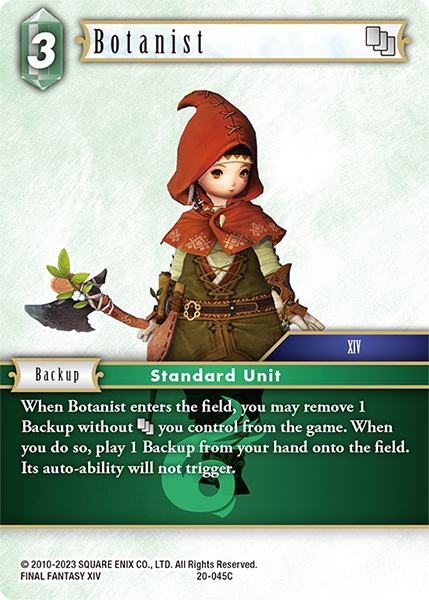 3
Botanist
XIV
Backup
Standard Unit
When Botanist enters the field, you may remove 1
Backup without you control from the game. When
you do so, play 1 Backup from your hand onto the field.
Its auto-ability will not trigger.
© 2010-2023 SQUARE ENIX CO., LTD. All Rights Reserved.
FINAL FANTASY XIV 20-045C